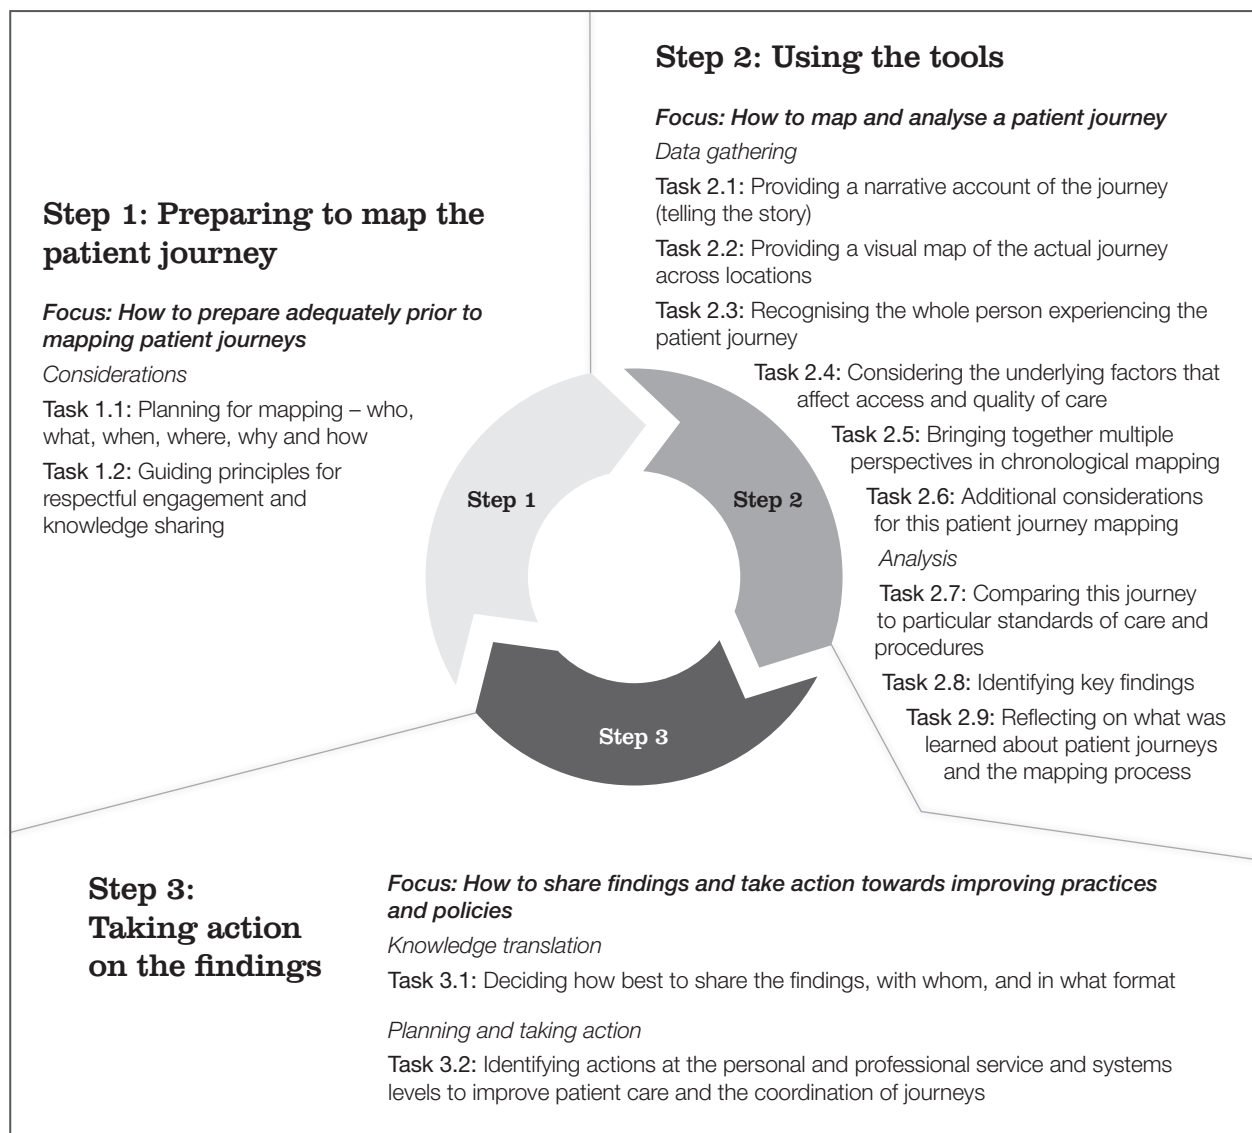 Step 1: Preparing to map the
patient journey
Focus: How to prepare adequately prior to
mapping patient journeys
Considerations
Task 1.1: Planning for mapping – who,
what, when, where, why and how
Task 1.2: Guiding principles for
respectful engagement and
knowledge sharing
Step 2: Using the tools
Focus: How to map and analyse a patient journey
Data gathering
Task 2.1: Providing a narrative account of the journey
(telling the story)
Task 2.2: Providing a visual map of the actual journey
across locations
Task 2.3: Recognising the whole person experiencing the
patient journey
Task 2.4: Considering the underlying factors that
affect access and quality of care
Task 2.5: Bringing together multiple
perspectives in chronological mapping
Task 2.6: Additional considerations
for this patient journey mapping
Analysis
Task 2.7: Comparing this journey
to particular standards of care and
procedures
Task 2.8: Identifying key findings
Task 2.9: Reflecting on what was
learned about patient journeys
and the mapping process
Step 1
Step 2
Step 3
Step 3:
Taking action
on the findings
Focus: How to share findings and take action towards improving practices
and policies
Knowledge translation
Task 3.1: Deciding how best to share the findings, with whom, and in what format
Planning and taking action
Task 3.2: Identifying actions at the personal and professional service and systems
levels to improve patient care and the coordination of journeys